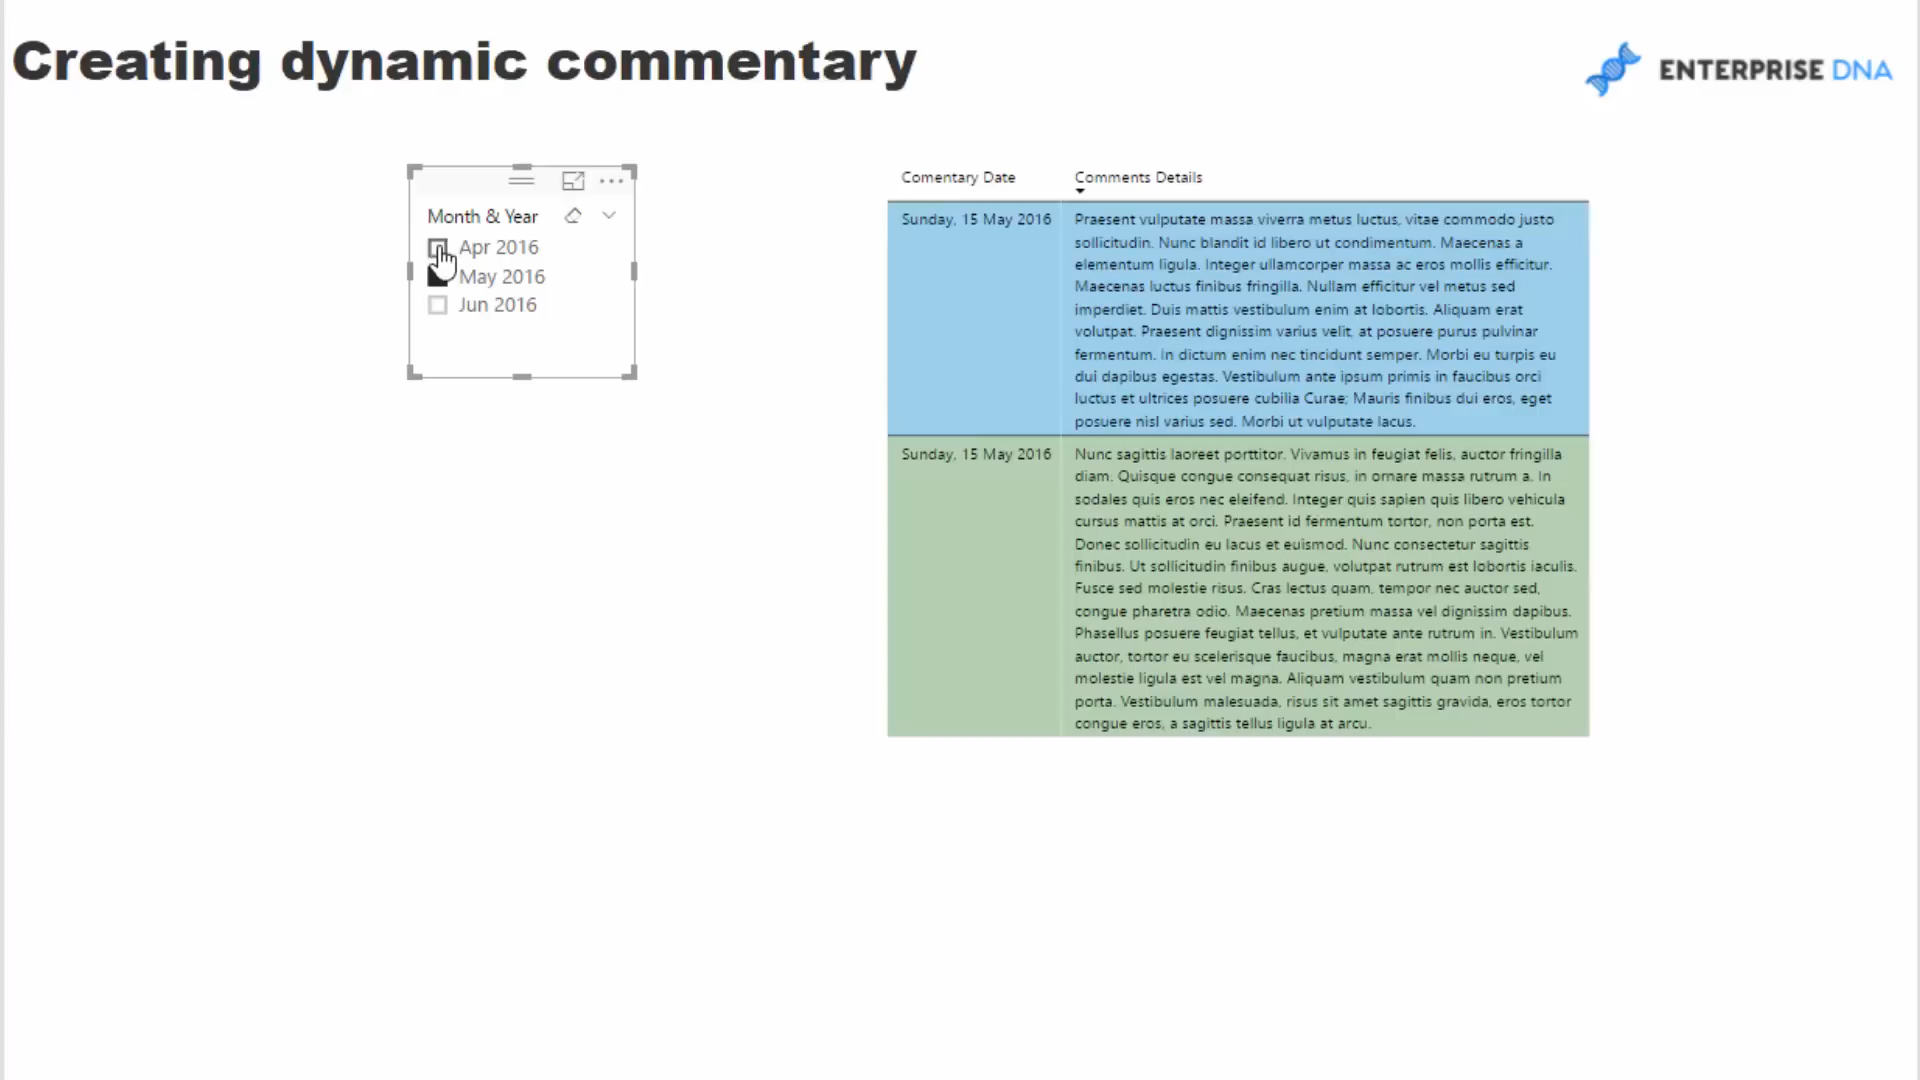 Creating dynamic commentary
ENTERPRISE DNA
Month & Year
Apr 2016
May 2016
Jun 2016
Comentary Date
Comments Details
Sunday, 15 May 2016
Praesent vulputate massa viverra metus luctus, vitae commodo justo
sollicitudin. Nunc blandit id libero ut condimentum. Maecenas a
elementum ligula. Integer ullamcorper massa ac eros mollis efficitur.
Maecenas luctus finibus fringilla. Nullam efficitur vel metus sed
imperdiet. Duis mattis vestibulum enim at lobortis. Aliquam erat
volutpat. Praesent dignissim varius velit, at posuere purus pulvinar
fermentum. In dictum enim nec tincidunt semper. Morbi eu turpis eu
dui dapibus egestas. Vestibulum ante ipsum primis in faucibus orci
luctus et ultrices posuere cubilia Curae; Mauris finibus dui eros, eget
posuere nisl varius sed. Morbi ut vulputate lacus.
Sunday, 15 May 2016
Nunc sagittis laoreet porttitor. Vivamus in feugiat felis, auctor fringilla
diam. Quisque congue consequat risus, in ornare massa rutrum a. In
sodales quis eros nec eleifend. Integer quis sapien quis libero vehicula
cursus mattis at orci. Praesent id fermentum tortor, non porta est.
Donec sollicitudin eu lacus et euismod. Nunc consectetur sagittis
finibus. Ut sollicitudin finibus augue, volutpat rutrum est lobortis iaculis.
Fusce sed molestie risus. Cras lectus quam, tempor nec auctor sed,
congue pharetra odio. Maecenas pretium massa vel dignissim dapibus.
Phasellus posuere feugiat tellus, et vulputate ante rutrum in. Vestibulum
auctor, tortor eu scelerisque faucibus, magna erat mollis neque, vel
molestie ligula est vel magna. Aliquam vestibulum quam non pretium
porta. Vestibulum malesuada, risus sit amet sagittis gravida, eros tortor
congue eros, a sagittis tellus ligula at arcu.